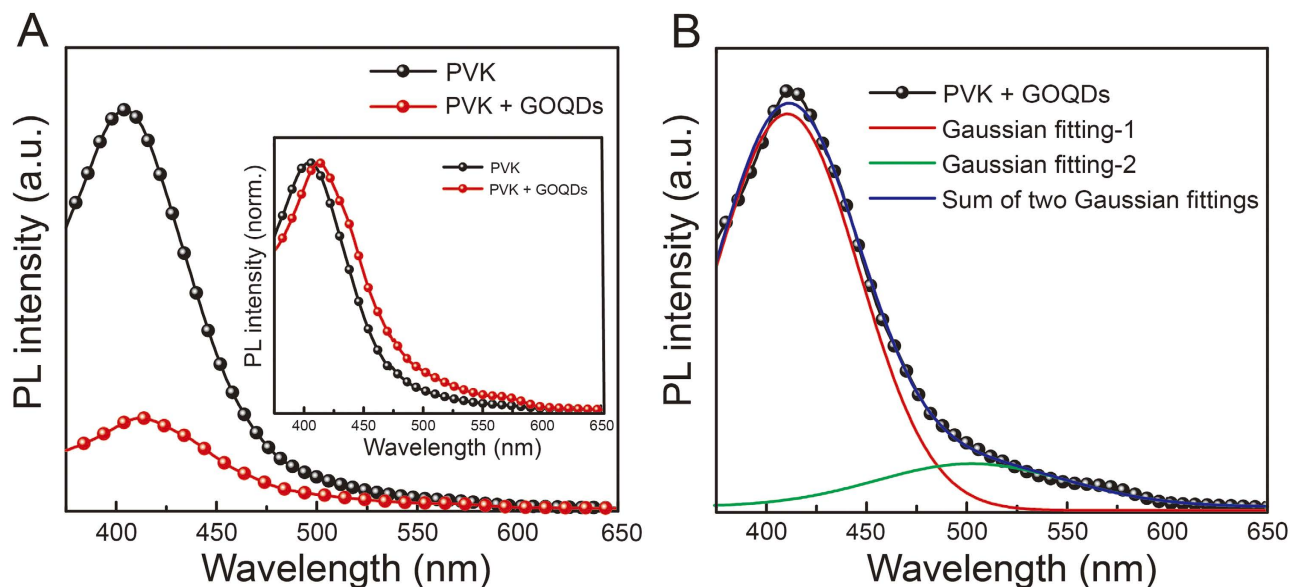 A
PL intensity (a.u.)
PVK
PVK + GOQDs
PL intensity (norm.)
PVK
PVK + GOQDs
400 450 500 550 600 650
Wavelength (nm)
400 450 500 550 600 650
Wavelength (nm)
B
PL intensity (a.u.)
PVK + GOQDs
Gaussian fitting-1
Gaussian fitting-2
Sum of two Gaussian fittings
400 450 500 550 600 650
Wavelength (nm)